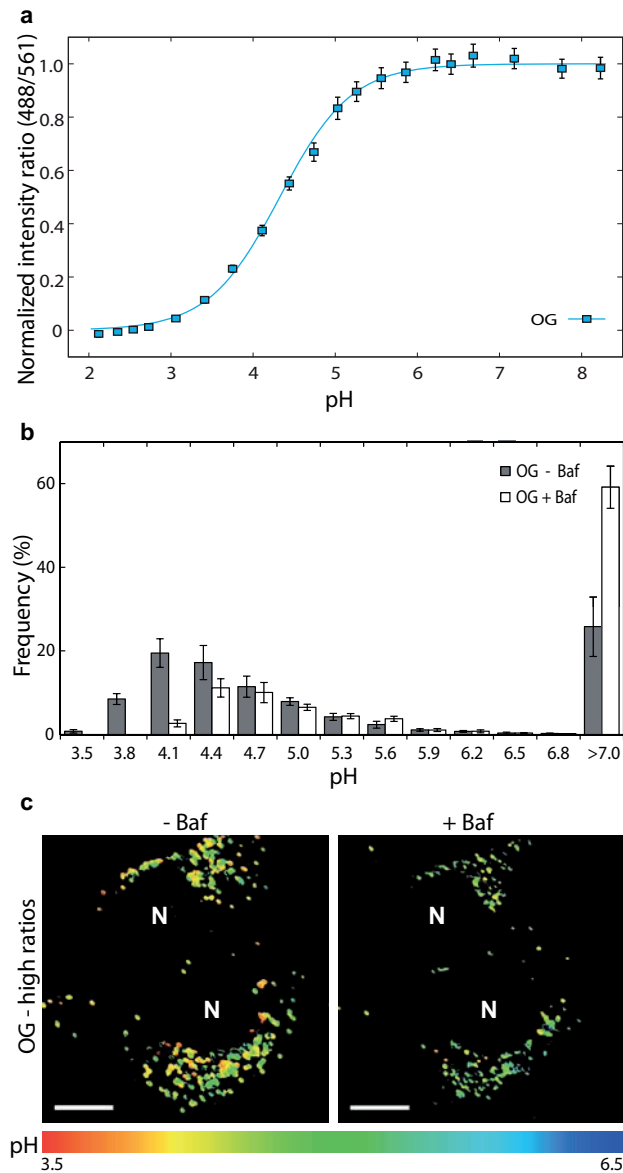 a
Normalized intensity ratio (488/561)
1.0
0.8
0.6
0.4
0.2
0
OG
2 3 4 5 6 7 8
pH
b
Frequency (%)
60
40
20
0
OG - Baf
OG + Baf
3.5 3.8 4.1 4.4 4.7 5.0 5.3 5.6 5.9 6.2 6.5 6.8 >7.0
pH
c
- Baf + Baf
OG - high ratios
N N
N N
pH
3.5 6.5